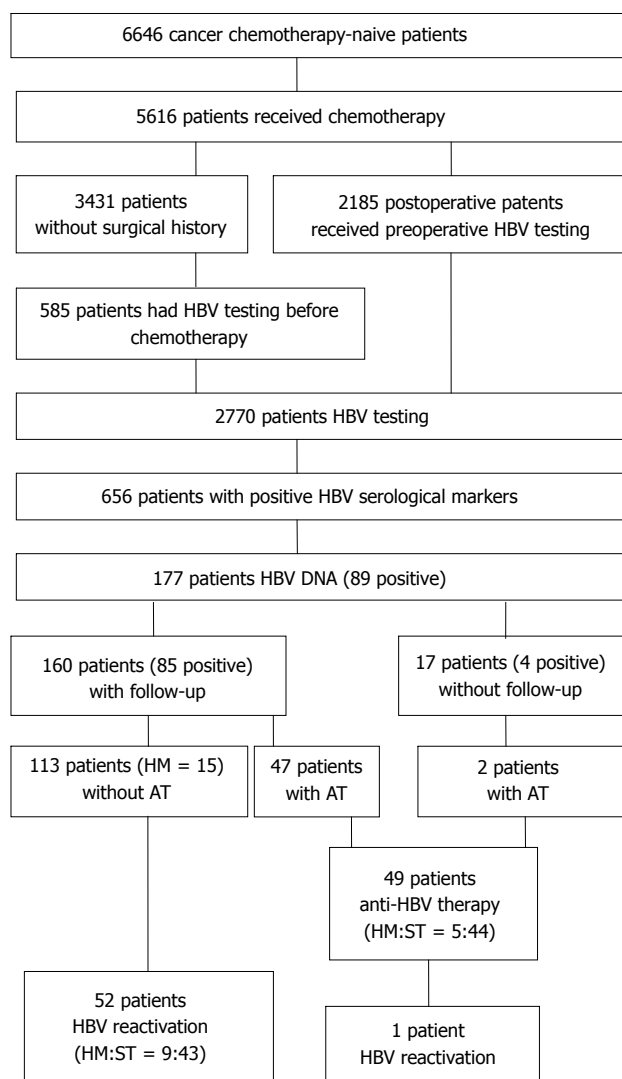 6646 cancer chemotherapy-naive patients
5616 patients received chemotherapy
3431 patients
without surgical history
2185 postoperative patents
received preoperative HBV testing
585 patients had HBV testing before
chemotherapy
2770 patients HBV testing
656 patients with positive HBV serological markers
177 patients HBV DNA (89 positive)
160 patients (85 positive)
with follow-up
17 patients (4 positive)
without follow-up
113 patients (HM = 15)
without AT
47 patients
with AT
2 patients
with AT
49 patients
anti-HBV therapy
(HM:ST = 5:44)
52 patients
HBV reactivation
(HM:ST = 9:43)
1 patient
HBV reactivation